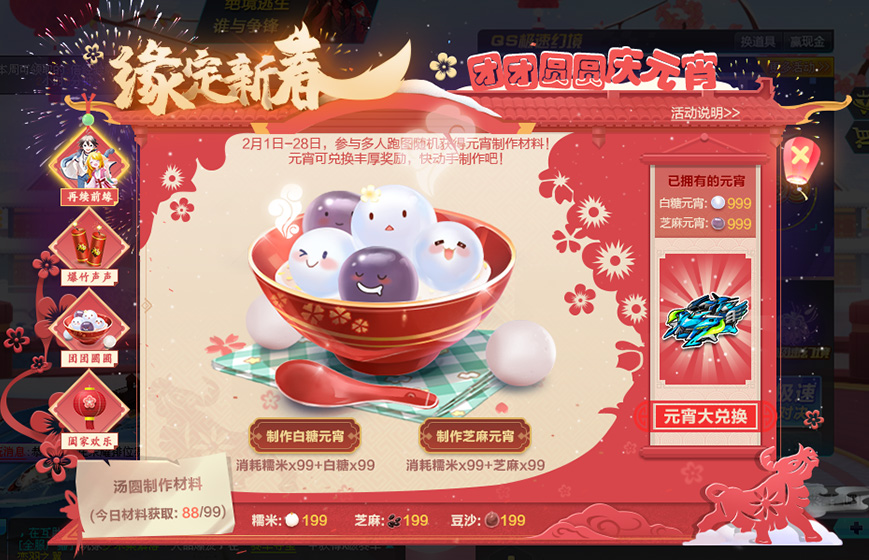 绝境逢生
谁与争锋
缘定新春
团团圆圆庆元宵
换道具 赢现金
活动说明>>
2月1日-28日，参与多人跑图随机获得元宵制作材料！
元宵可兑换丰厚奖励，快动手制作吧！
再续前缘
爆竹声声
团团圆圆
阖家欢乐
已拥有的元宵
白糖元宵: 999
芝麻元宵: 999
元宵大兑换
制作白糖元宵
制作芝麻元宵
消耗糯米x99+白糖x99
消耗糯米x99+芝麻x99
汤圆制作材料
(今日材料获取: 88/99)
糯米: 199
芝麻: 199
豆沙: 199